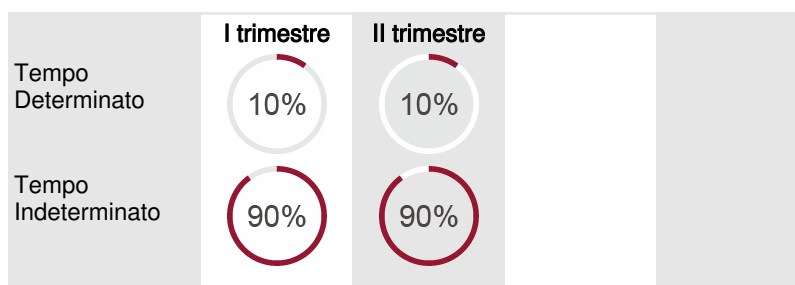 I trimestre II trimestre
Tempo
Determinato
10% 10%
Tempo
Indeterminato
90% 90%